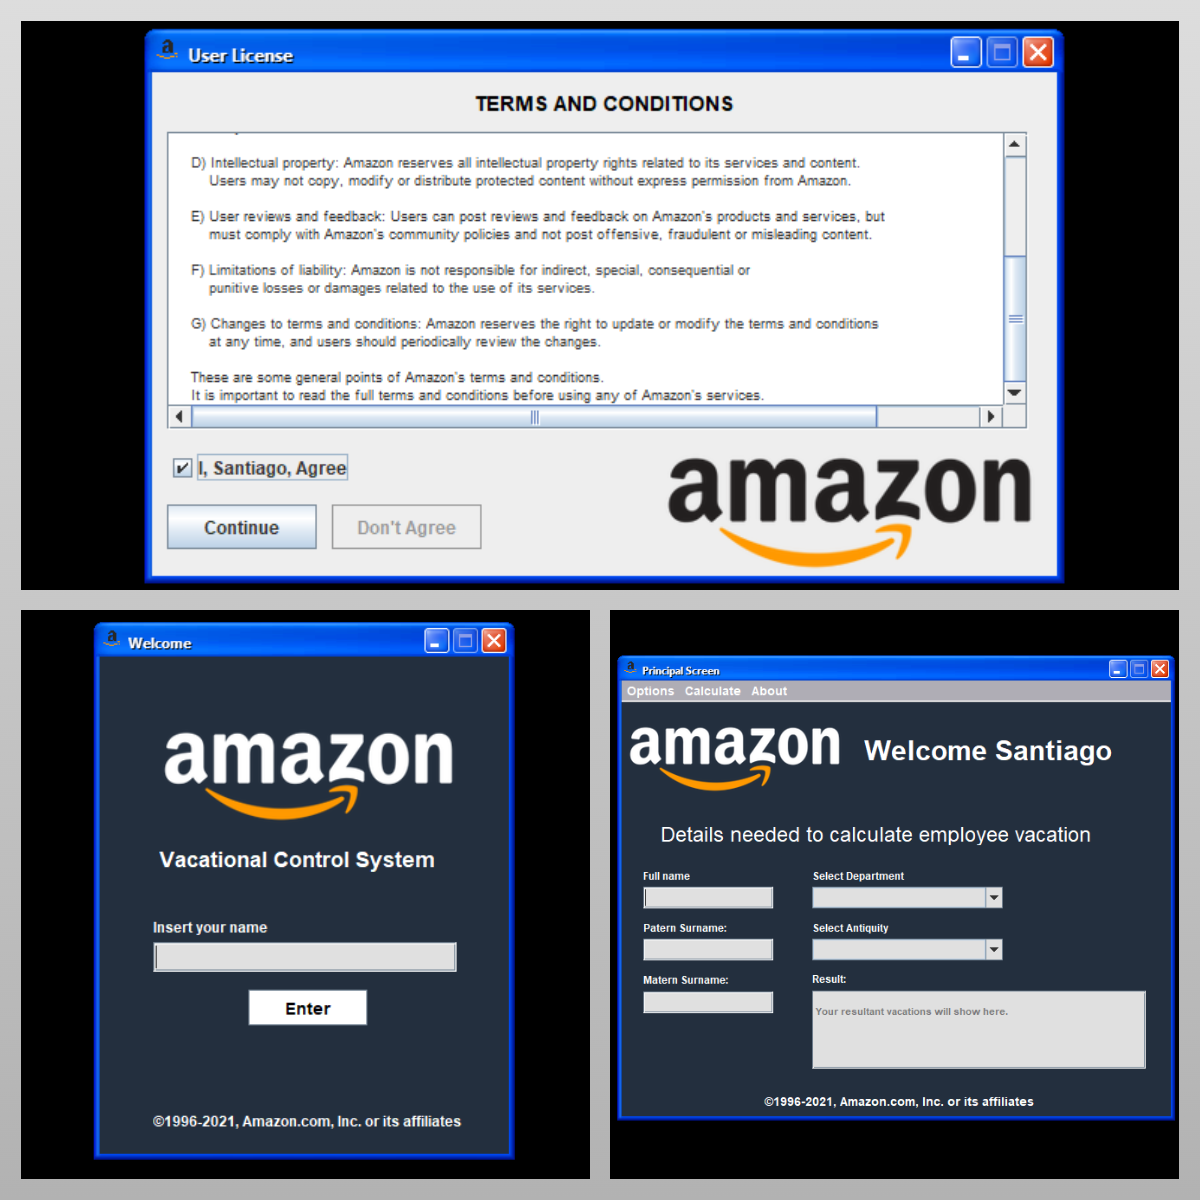 User License
TERMS AND CONDITIONS
D) Intellectual property: Amazon reserves all intellectual property rights related to its services and content.
Users may not copy, modify or distribute protected content without express permission from Amazon.
E) User reviews and feedback: Users can post reviews and feedback on Amazon's products and services, but
must comply with Amazon's community policies and not post offensive, fraudulent or misleading content.
F) Limitations of liability: Amazon is not responsible for indirect, special, consequential or
punitive losses or damages related to the use of its services.
G) Changes to terms and conditions: Amazon reserves the right to update or modify the terms and conditions
at any time, and users should periodically review the changes.
These are some general points of Amazon's terms and conditions.
It is important to read the full terms and conditions before using any of Amazon's services.
I, Santiago, Agree
Continue
Don't Agree
amazon
Welcome
amazon
Vacational Control System
Insert your name
Enter
©1996-2021, Amazon.com, Inc. or its affiliates
Principal Screen
Options Calculate About
amazon
Welcome Santiago
Details needed to calculate employee vacation
Full name
Select Department
Patern Surname:
Select Antiquity
Matern Surname:
Result:
Your resultant vacations will show here.
©1996-2021, Amazon.com, Inc. or its affiliates